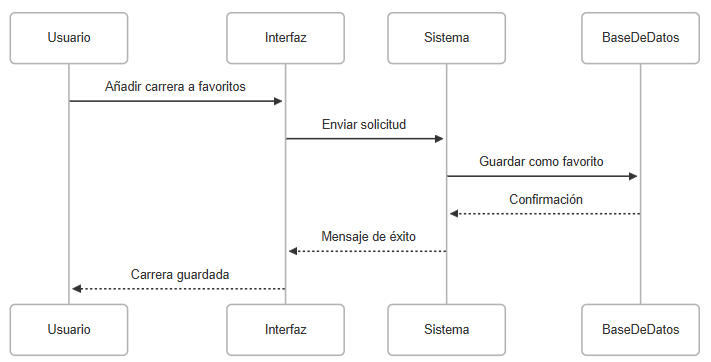 Usuario
Interfaz
Sistema
BaseDeDatos
Añadir carrera a favoritos
Enviar solicitud
Guardar como favorito
Confirmación
Mensaje de éxito
Carrera guardada
Usuario
Interfaz
Sistema
BaseDeDatos